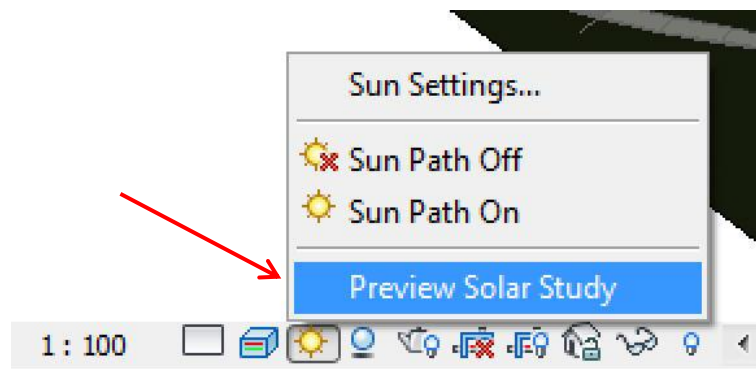 Sun Settings...
Sun Path Off
Sun Path On
Preview Solar Study
1 : 100